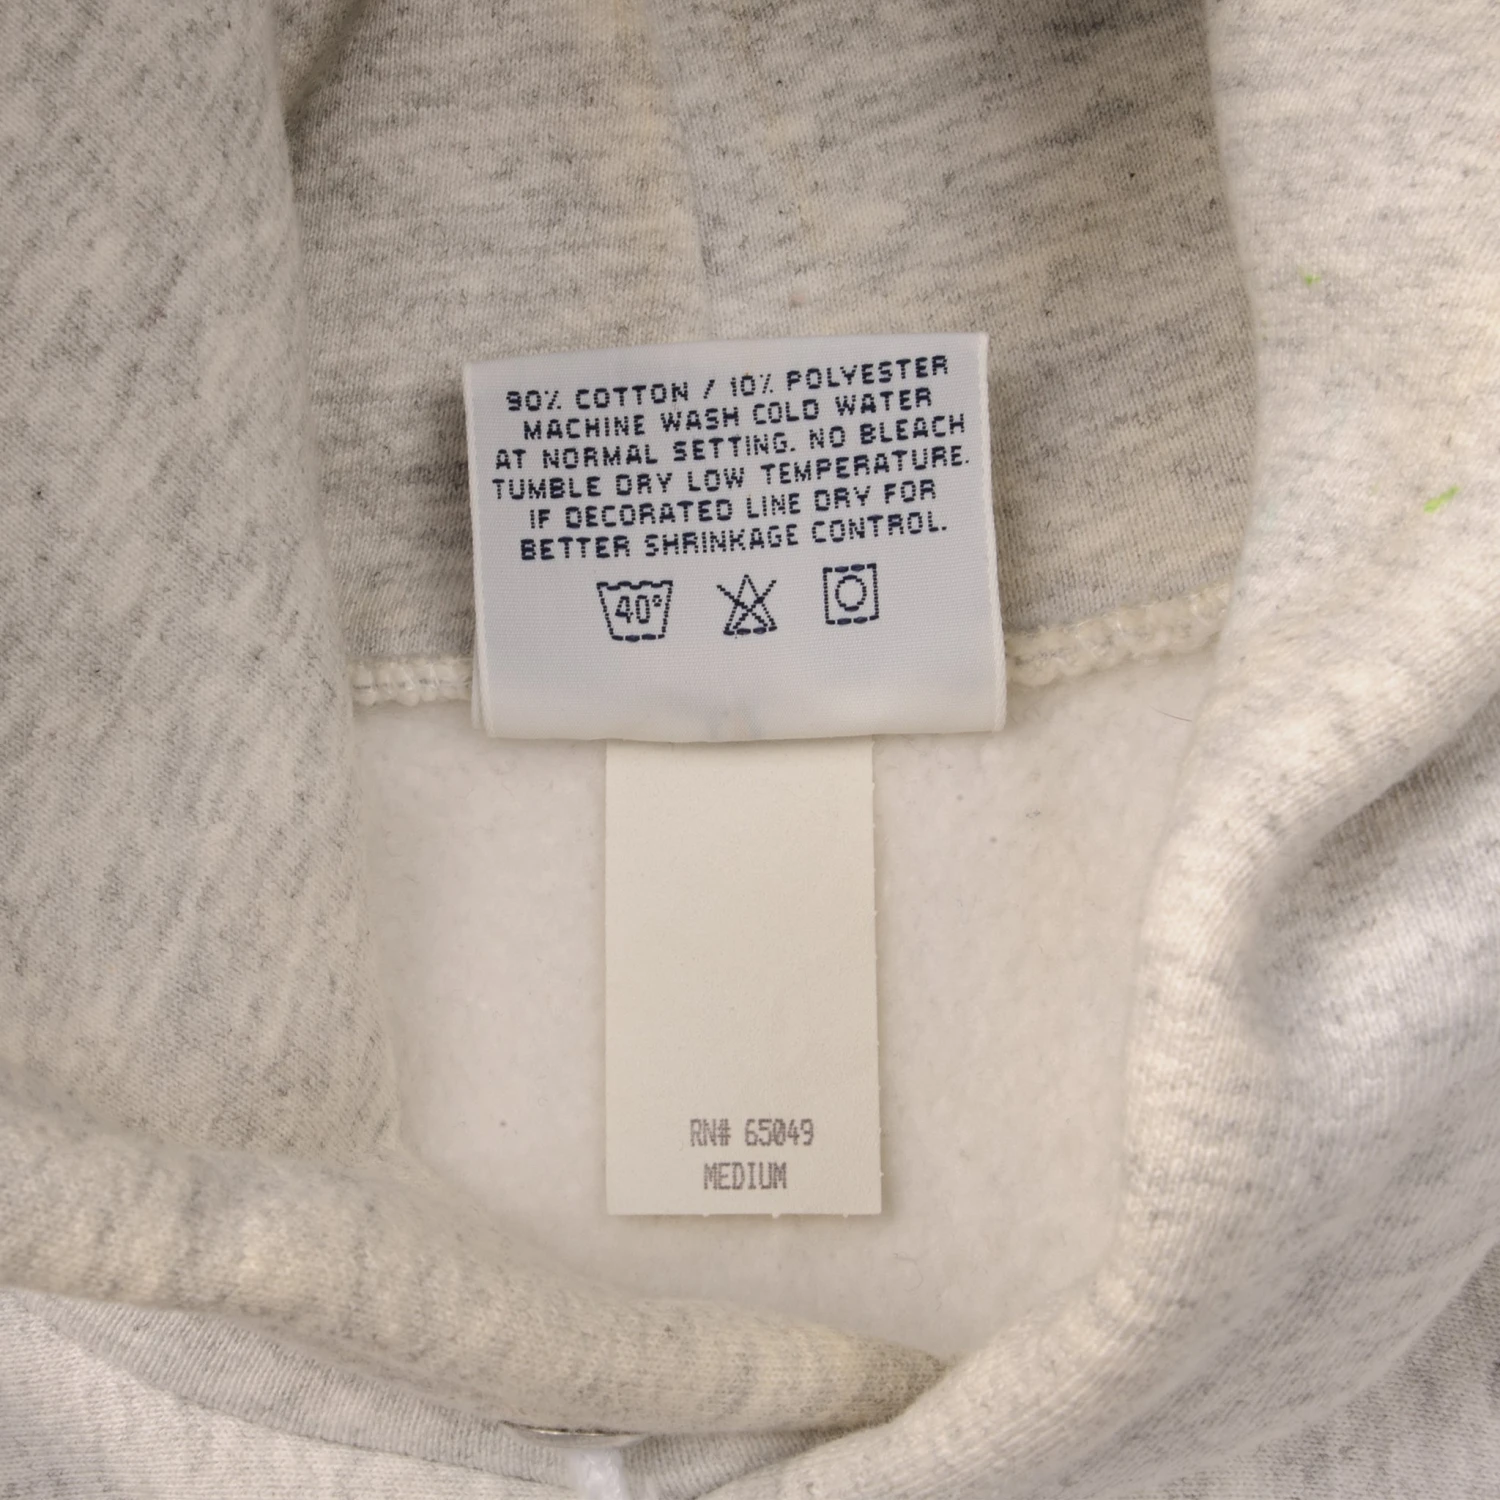 90% COTTON / 10% POLYESTER
MACHINE WASH COLD WATER
AT NORMAL SETTING. NO BLEACH
TUMBLE DRY LOW TEMPERATURE.
IF DECORATED LINE DRY FOR
BETTER SHRINKAGE CONTROL.
40°
RN# 65049
MEDIUM